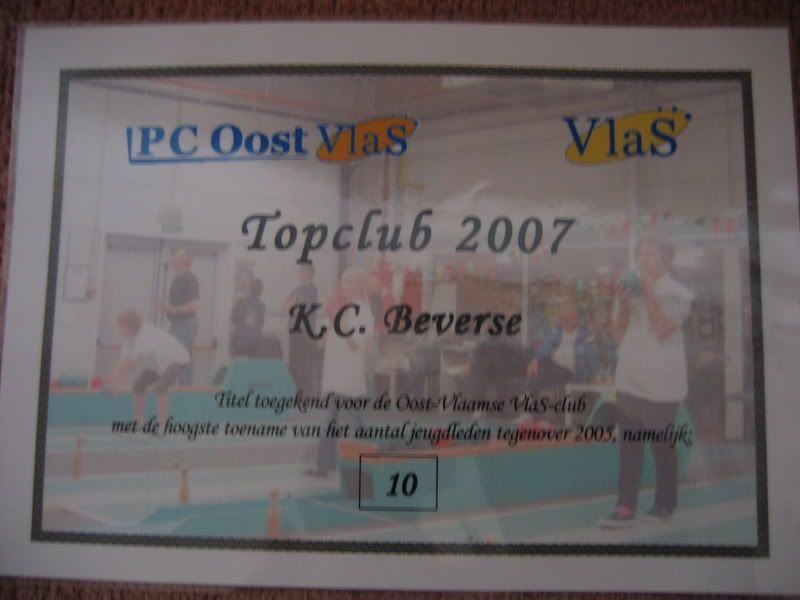 PC Oost VlaS
VlaS
Topclub 2007
K.C. Beverse
Titel toegekend voor de Oost-Vlaamse VlaS-club
met de hoogste toename van het aantal jeugdleden tegenover 2005, namelijk:
10